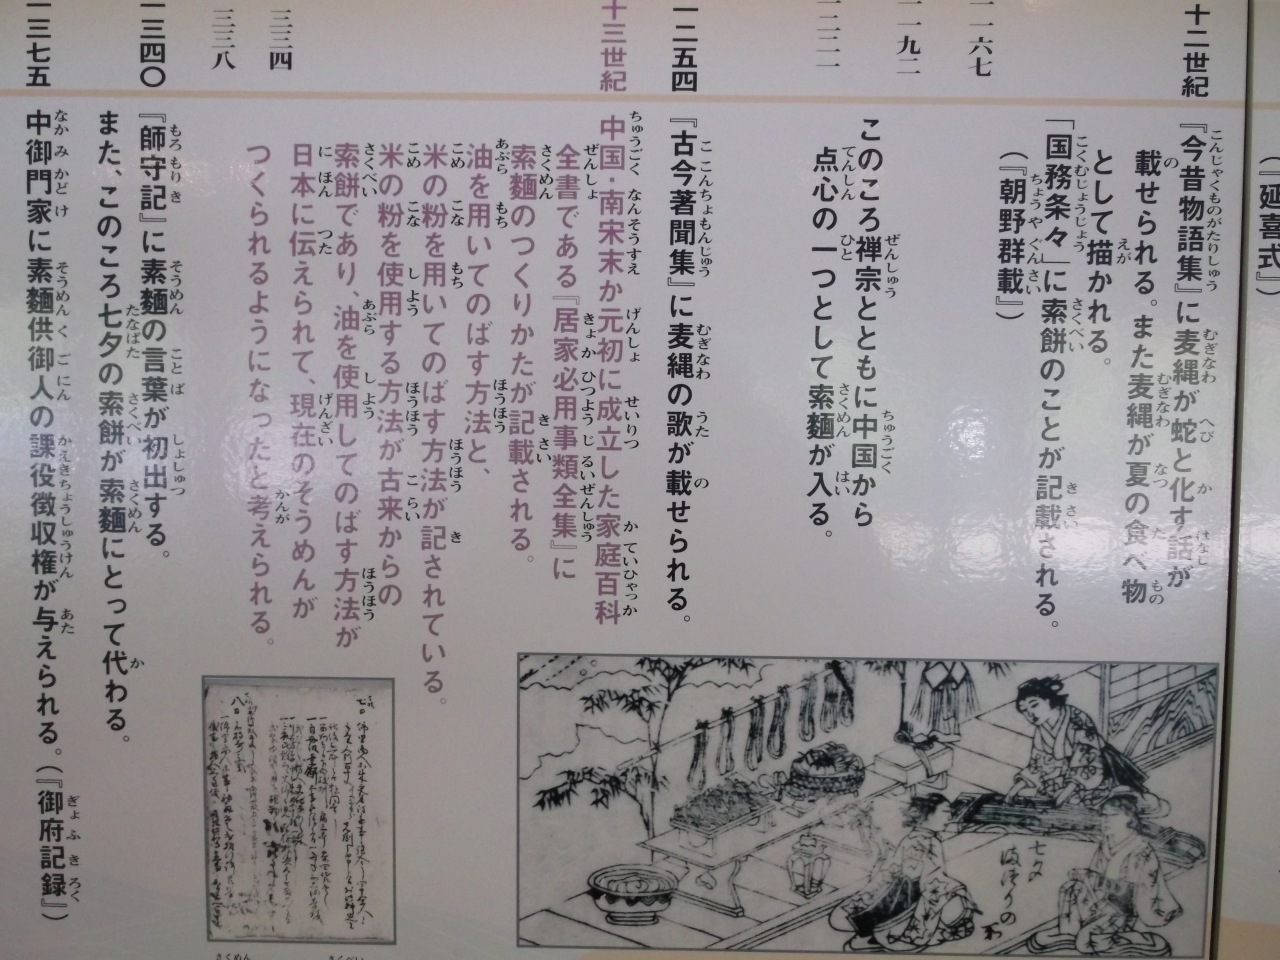 (『延喜式』)
十二世紀
『今昔物語集』に麦縄が蛇と化す話が
載せられる。また麦縄が夏の食べ物
として描かれる。
「国務条々」に索餅のことが記載される。
(『朝野群載』)
一一六七
一一九二
このころ禅宗とともに中国から
点心の一つとして索麵が入る。
一二二一
一二五四
『古今著聞集』に麦縄の歌が載せられる。
十三世紀
中国・南宋末か元初に成立した家庭百科
全書である『居家必用事類全集』に
索麵のつくりかたが記載される。
油を用いてのばす方法と、
米の粉を用いてのばす方法が記されている。
米の粉を使用する方法が古来からの
索餅であり、油を使用してのばす方法が
日本に伝えられて、現在のそうめんが
つくられるようになったと考えられる。
一三三四
一三三八
一三四〇
『師守記』に素麵の言葉が初出する。
また、このころ七夕の索餅が索麵にとって代わる。
一三七五
中御門家に素麵供御人の課役徴収権が与えられる。(『御府記録』)
七夕
まつりの